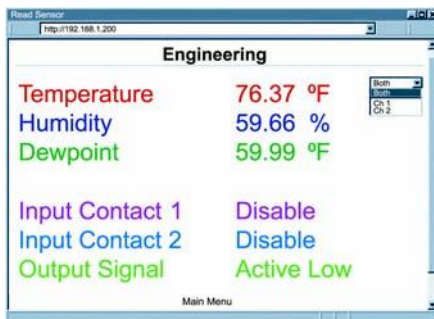 Read Sensor
http://192.168.1.200
Engineering
Temperature 76.37 ºF
Humidity 59.66 %
Dewpoint 59.99 ºF
Both
Both
Ch 1
Ch 2
Input Contact 1 Disable
Input Contact 2 Disable
Output Signal Active Low
Main Menu